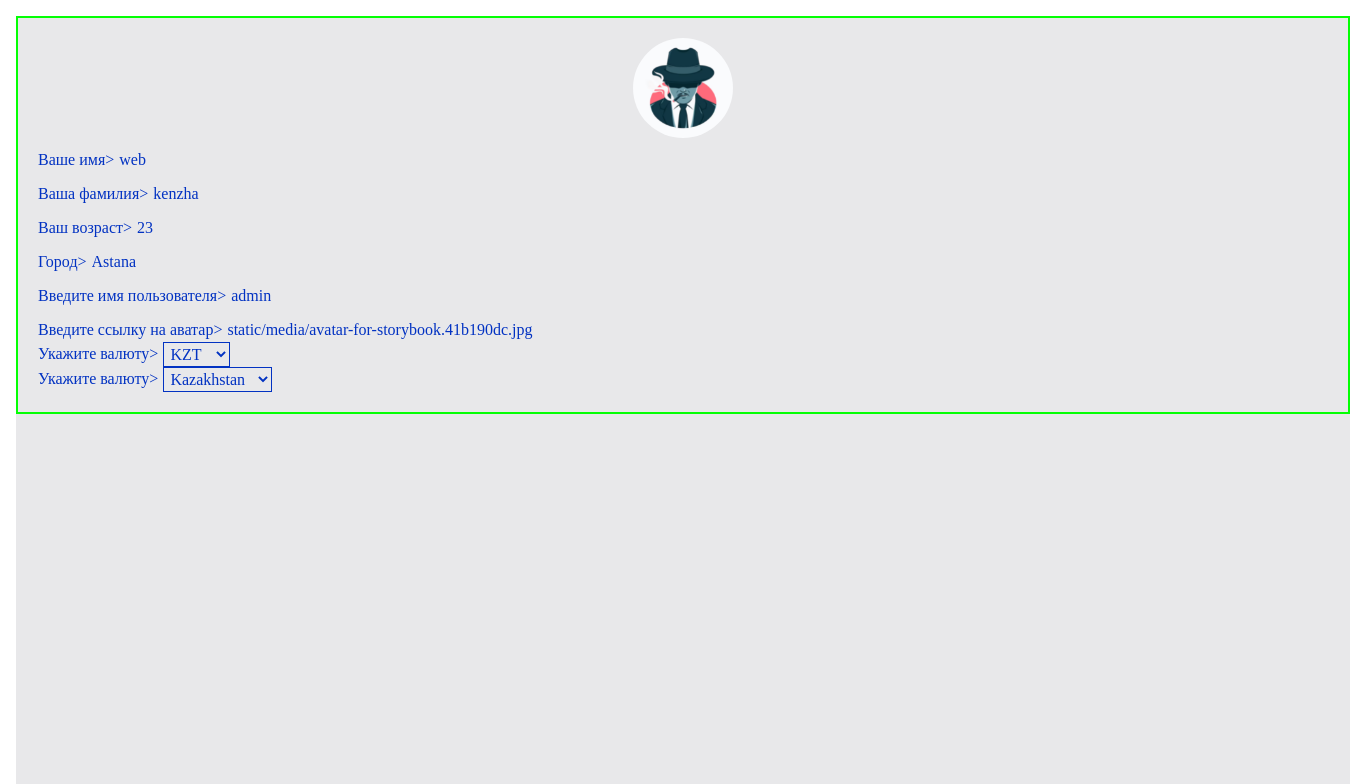 Ваше имя> web
Ваша фамилия> kenzha
Ваш возраст> 23
Город> Astana
Введите имя пользователя> admin
Введите ссылку на аватар> static/media/avatar-for-storybook.41b190dc.jpg
Укажите валюту> KZT
Укажите валюту> Kazakhstan